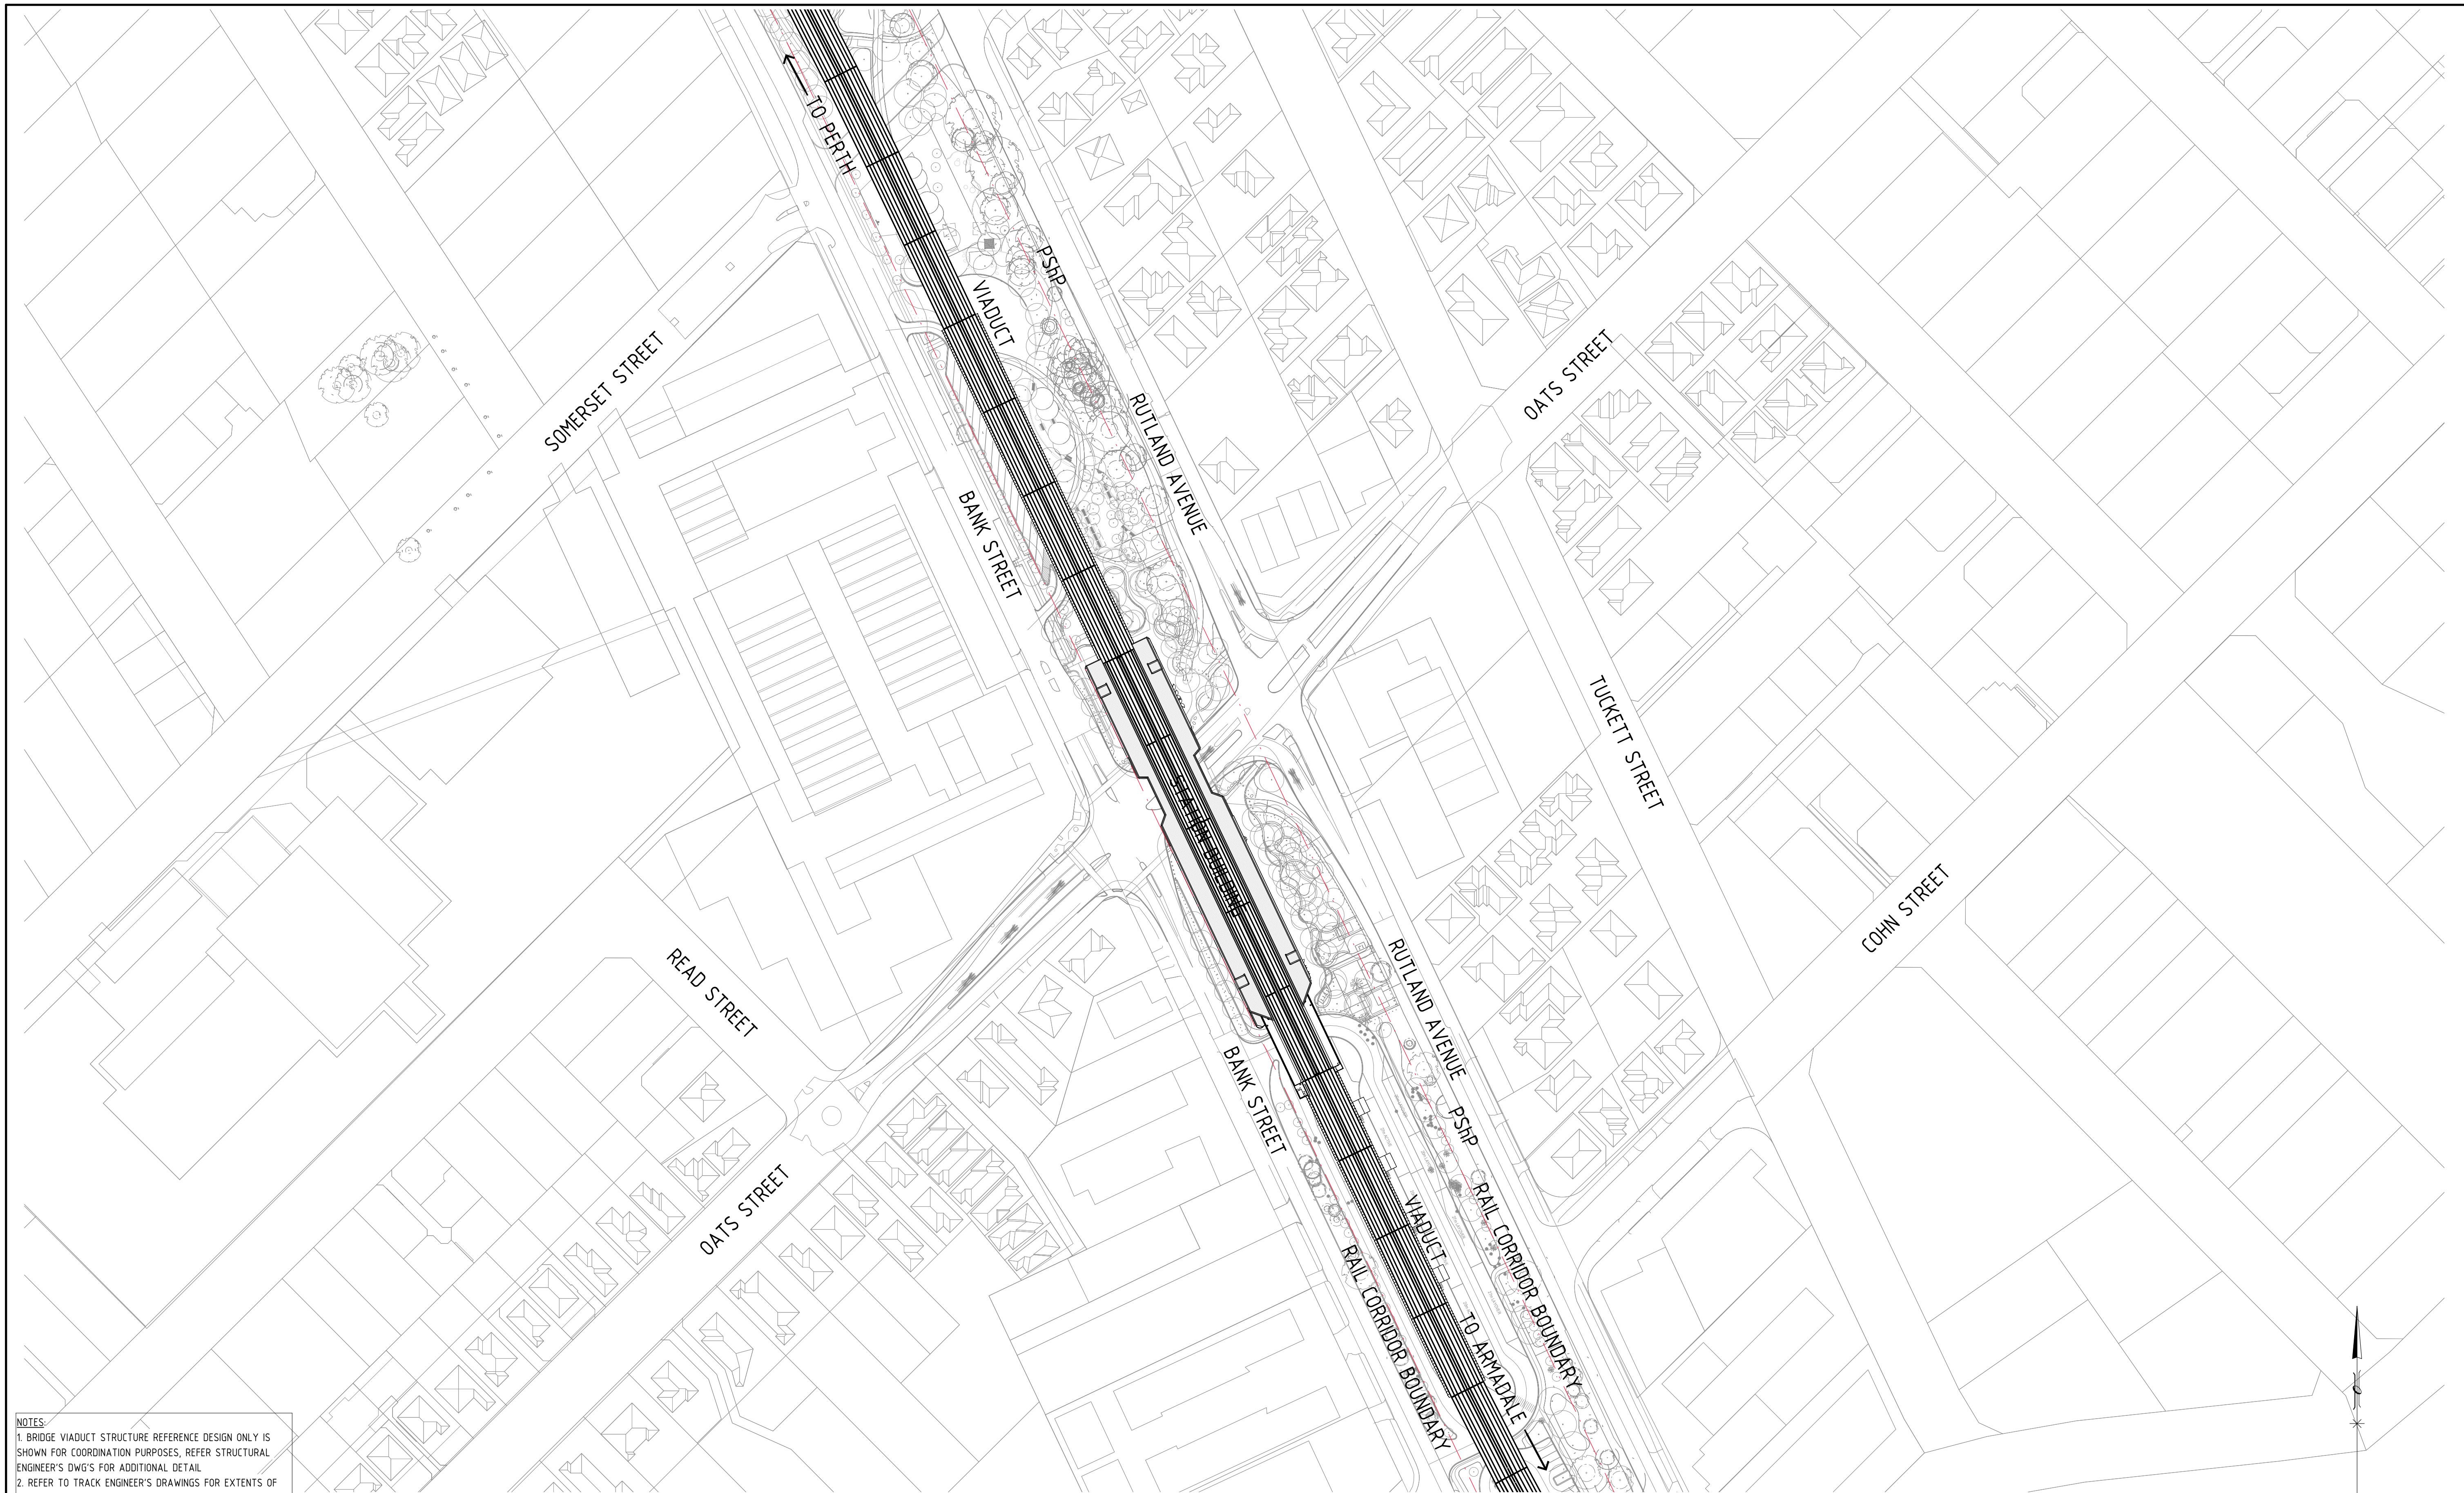 TO PERTH
PShP
VIADUCT
SOMERSET STREET
OATS STREET
RUTLAND AVENUE
BANK STREET
TUCKETT STREET
STATION BUILDING
COHN STREET
READ STREET
RUTLAND AVENUE
BANK STREET
PShP
OATS STREET
VIADUCT
RAIL CORRIDOR BOUNDARY
RAIL CORRIDOR BOUNDARY
TO ARMADALE
NOTES:
1. BRIDGE VIADUCT STRUCTURE REFERENCE DESIGN ONLY IS
SHOWN FOR COORDINATION PURPOSES, REFER STRUCTURAL
ENGINEER'S DWG'S FOR ADDITIONAL DETAIL
2. REFER TO TRACK ENGINEER'S DRAWINGS FOR EXTENTS OF